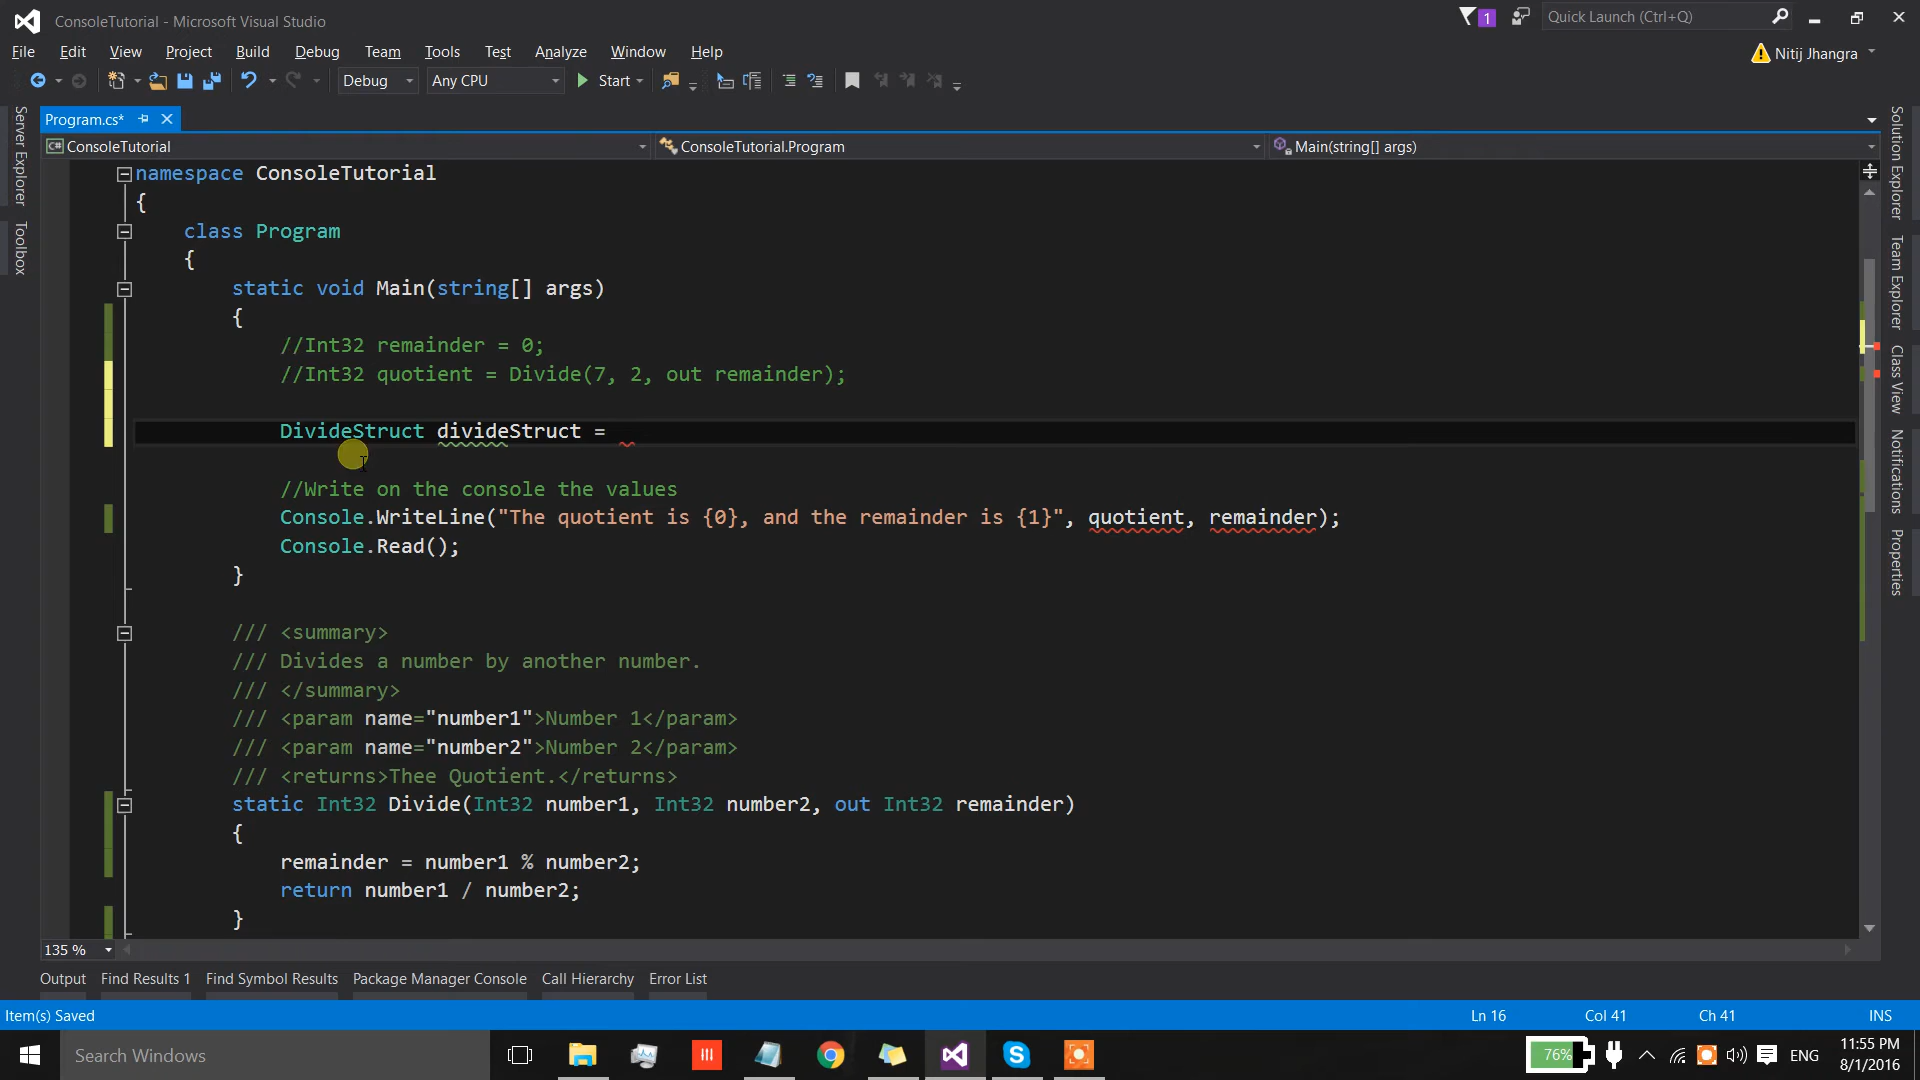 ConsoleTutorial - Microsoft Visual Studio
1
Quick Launch (Ctrl+Q)
File Edit View Project Build Debug Team Tools Test Analyze Window Help
Nitij Jhangra
Debug Any CPU Start
Program.cs*
ConsoleTutorial ConsoleTutorial.Program Main(string[] args)
Server Explorer
Toolbox
namespace ConsoleTutorial
{
class Program
{
static void Main(string[] args)
{
//Int32 remainder = 0;
//Int32 quotient = Divide(7, 2, out remainder);
DivideStruct divideStruct =
//Write on the console the values
Console.WriteLine("The quotient is {0}, and the remainder is {1}", quotient, remainder);
Console.Read();
}
/// <summary>
/// Divides a number by another number.
/// </summary>
/// <param name="number1">Number 1</param>
/// <param name="number2">Number 2</param>
/// <returns>Thee Quotient.</returns>
static Int32 Divide(Int32 number1, Int32 number2, out Int32 remainder)
{
remainder = number1 % number2;
return number1 / number2;
}
Solution Explorer
Team Explorer
Class View
Notifications
Properties
135 %
Output Find Results 1 Find Symbol Results Package Manager Console Call Hierarchy Error List
Item(s) Saved Ln 16 Col 41 Ch 41 INS
Search Windows
76%
ENG
11:55 PM
8/1/2016